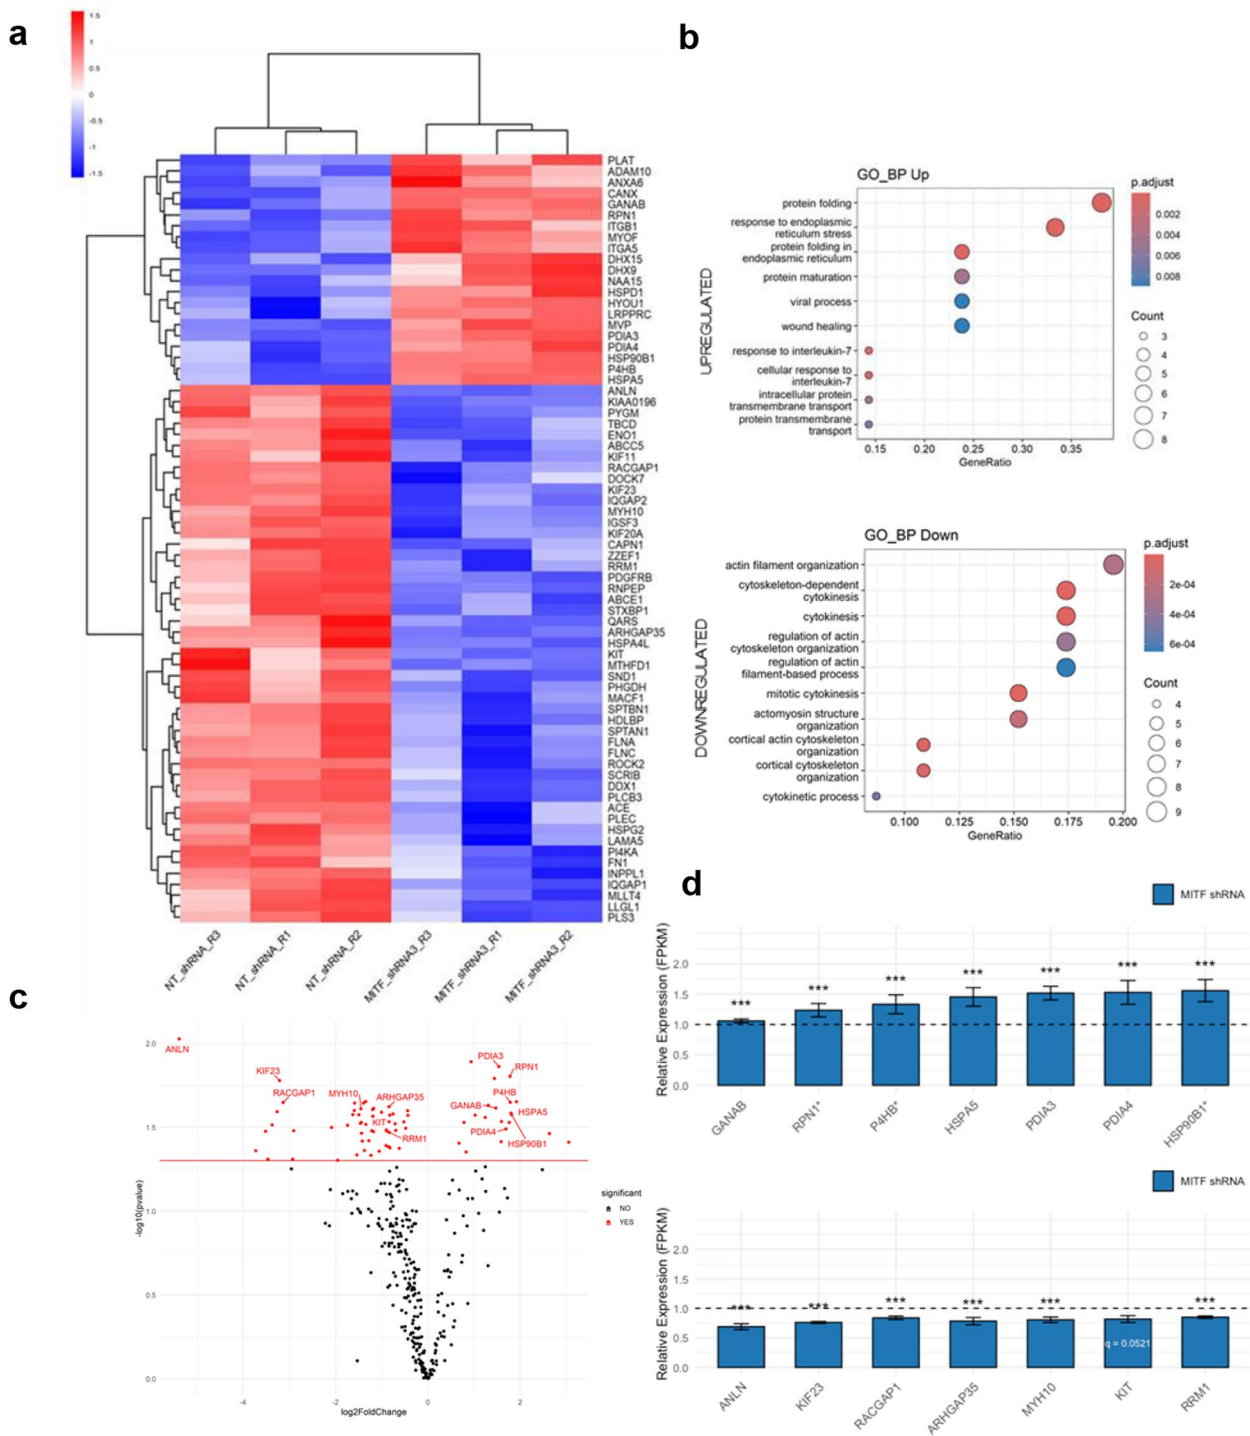 a
1.5
1
0.5
0
-0.5
-1
-1.5
PLAT
ADAM10
ANXA6
CANX
GANAB
RPN1
ITGB1
MYOF
ITGA5
DHX15
DHX9
NAA15
HSPD1
HYOU1
LRPPRC
MVP
PDIA3
PDIA4
HSP90B1
P4HB
HSPA5
ANLN
KIAA0196
PYGM
TBCD
ENO1
ABCC5
KIF11
RACGAP1
DOCK7
KIF23
IQGAP2
MYH10
IGSF3
KIF20A
CAPN1
ZZEF1
RRM1
PDGFRB
RNPEP
ABCE1
STXBP1
QARS
ARHGAP35
HSPA4L
KIT
MTHFD1
SND1
PHGDH
MACF1
SPTBN1
HDLBP
SPTAN1
FLNA
FLNC
ROCK2
SCRIB
DDX1
PLCB3
ACE
PLEC
HSPG2
LAMA5
PI4KA
FN1
INPPL1
IQGAP1
MLLT4
LLGL1
PLS3
NT_shRNA_R3
NT_shRNA_R1
NT_shRNA_R2
MITF_shRNA3_R3
MITF_shRNA3_R1
MITF_shRNA3_R2
b
GO_BP Up
UPREGULATED
protein folding
response to endoplasmic
reticulum stress
protein folding in
endoplasmic reticulum
protein maturation
viral process
wound healing
response to interleukin-7
cellular response to
interleukin-7
intracellular protein
transmembrane transport
protein transmembrane
transport
0.15 0.20 0.25 0.30 0.35
GeneRatio
p.adjust
0.002
0.004
0.006
0.008
Count
3
4
5
6
7
8
GO_BP Down
DOWNREGULATED
actin filament organization
cytoskeleton-dependent
cytokinesis
cytokinesis
regulation of actin
cytoskeleton organization
regulation of actin
filament-based process
mitotic cytokinesis
actomyosin structure
organization
cortical actin cytoskeleton
organization
cortical cytoskeleton
organization
cytokinetic process
0.100 0.125 0.150 0.175 0.200
GeneRatio
p.adjust
2e-04
4e-04
6e-04
Count
4
5
6
7
8
9
c
-log10(pvalue)
2.0
1.5
1.0
0.5
0.0
ANLN
KIF23
RACGAP1
MYH10
ARHGAP35
KIT
RRM1
PDIA3
RPN1
P4HB
GANAB
HSPA5
PDIA4
HSP90B1
-4 -2 0 2
log2FoldChange
significant
NO
YES
d
MITF shRNA
Relative Expression (FPKM)
2.0
1.5
1.0
0.5
0.0
*** *** *** *** *** *** ***
GANAB RPN1* P4HB* HSPA5 PDIA3 PDIA4 HSP90B1*
MITF shRNA
Relative Expression (FPKM)
2.0
1.5
1.0
0.5
0.0
*** *** *** *** *** ***
q = 0.0521
ANLN KIF23 RACGAP1 ARHGAP35 MYH10 KIT RRM1